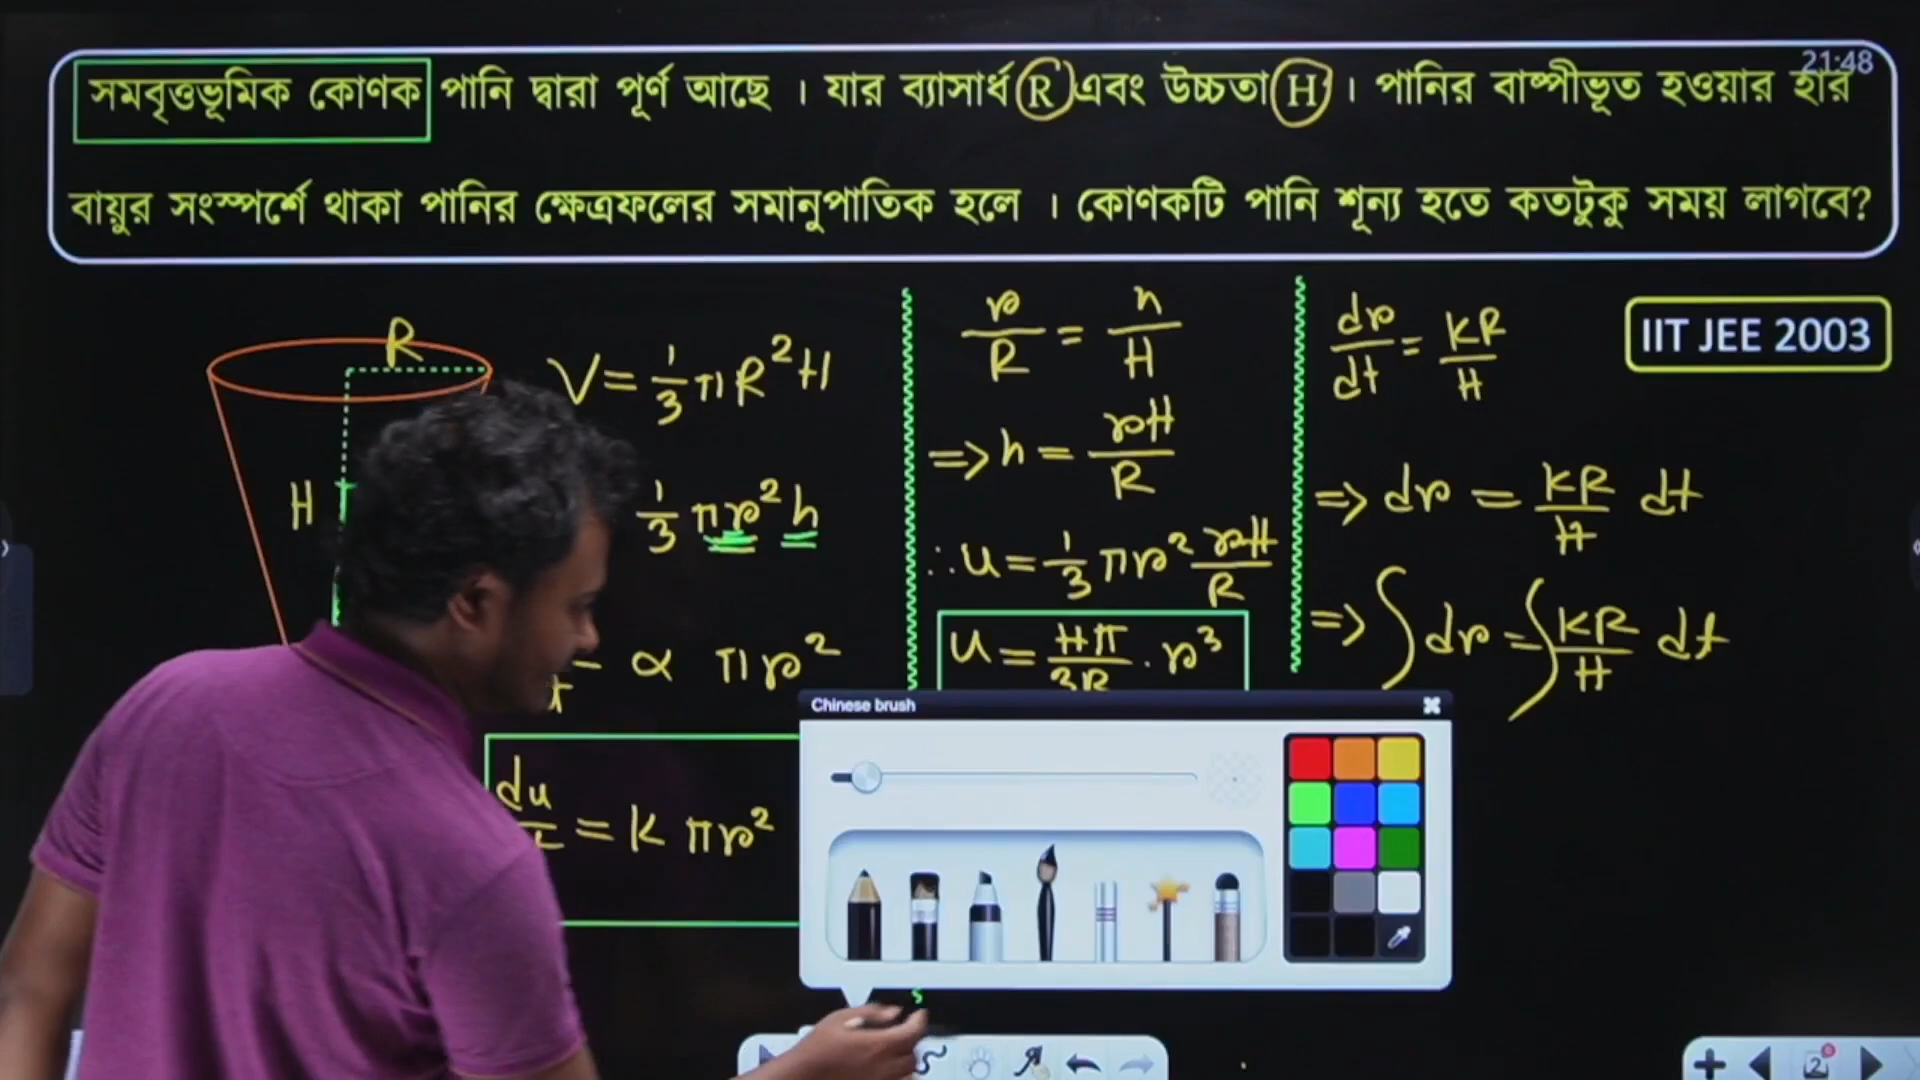 21:48
সমবৃত্তভূমিক কোণক পানি দ্বারা পূর্ণ আছে । যার ব্যাসার্ধ R এবং উচ্চতা H । পানির বাষ্পীভূত হওয়ার হার
বায়ুর সংস্পর্শে থাকা পানির ক্ষেত্রফলের সমানুপাতিক হলে । কোণকটি পানি শূন্য হতে কতটুকু সময় লাগবে?
IIT JEE 2003
R
H
V = 1/3 π R² H
1/3 π r² h
∝ π r²
du = K π r²
r/R = h/H
⇒ h = rH/R
∴ u = 1/3 π r² rH/R
u = Hπ/3R . r³
dr/dt = KR/H
⇒ dr = KR/H dt
⇒ ∫ dr = ∫ KR/H dt
Chinese brush
2